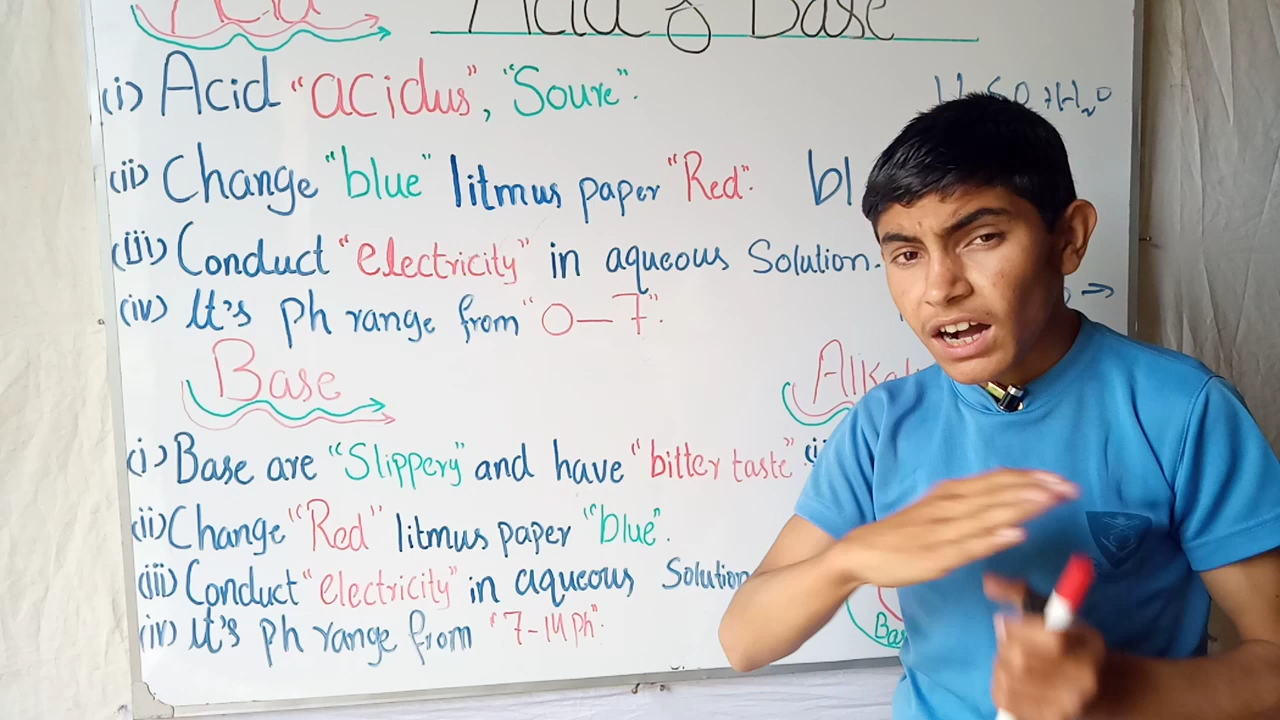 Acid
Acid & Base
(i) Acid "acidus", "Soure".
(ii) Change "blue" litmus paper "Red".
bl
(iii) Conduct "electricity" in aqueous Solution.
(iv) It's ph range from "0—7".
Base
(i) Base are "Slippery" and have "bitter taste"
(ii) Change "Red" litmus paper "blue".
(iii) Conduct "electricity" in aqueous Solution
(iv) It's ph range from "7-14 ph".